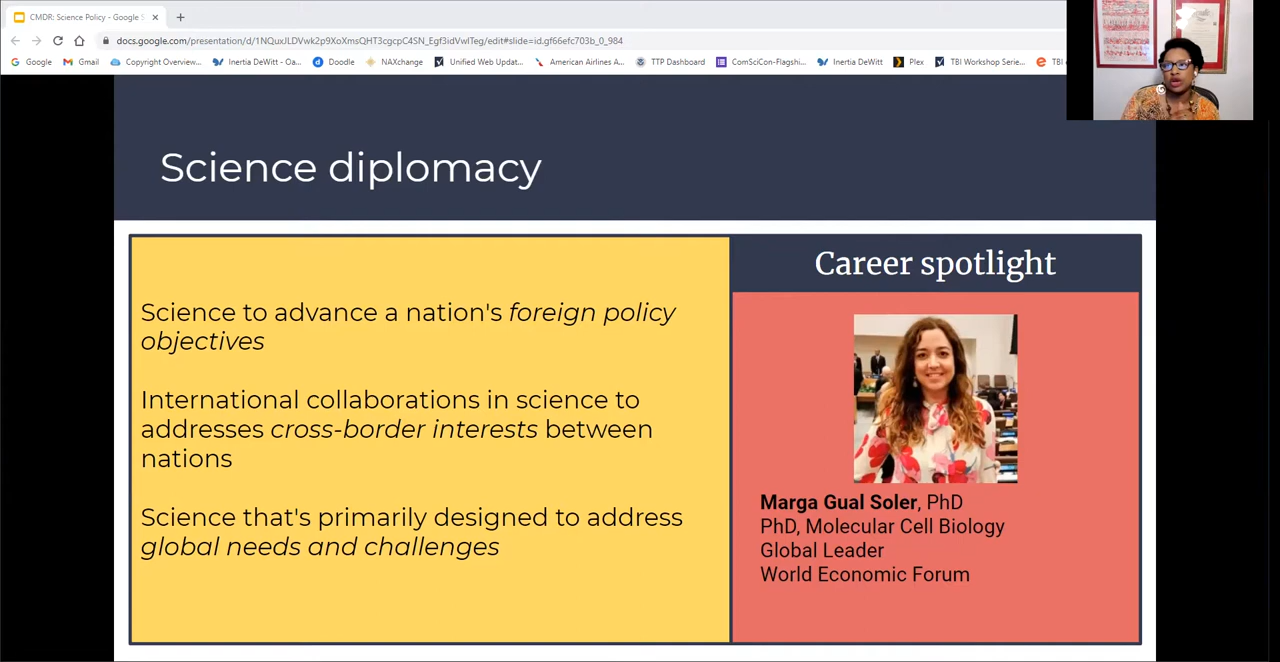 CMDR: Science Policy - Google S
docs.google.com/presentation/d/1NQuxJLDVwk2p9XoXmsQHT3cgcpCdSN_Egf3idVwlTeg/edit#slide=id.gf66efc703b_0_984
Google Gmail Copyright Overview... Inertia DeWitt - Oa... Doodle NAXchange Unified Web Updat... American Airlines A... TTP Dashboard ComSciCon-Flagshi... Inertia DeWitt Plex TBI Workshop Serie... TBI
Science diplomacy
Science to advance a nation's foreign policy
objectives
International collaborations in science to
addresses cross-border interests between
nations
Science that's primarily designed to address
global needs and challenges
Career spotlight
Marga Gual Soler, PhD
PhD, Molecular Cell Biology
Global Leader
World Economic Forum